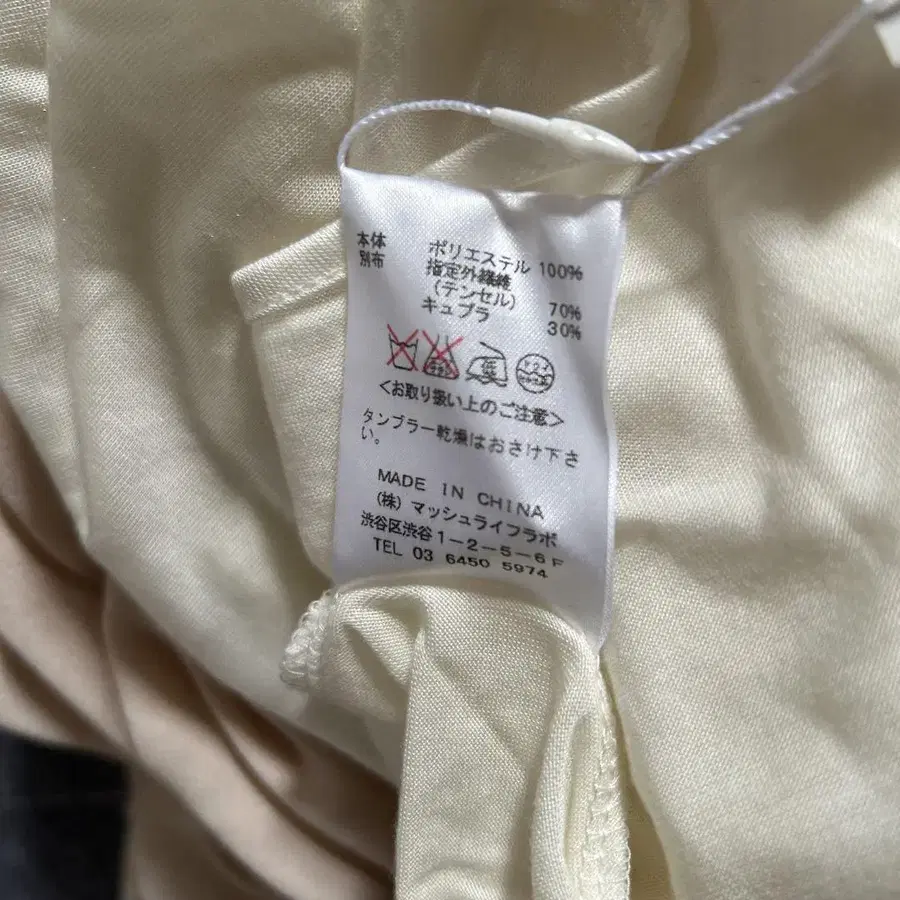 本体 ポリエステル 100%
別布 指定外繊維
(テンセル) 70%
キュプラ 30%
<お取り扱い上のご注意>
タンブラー乾燥はおさけ下さ
い。
MADE IN CHINA
(株) マッシュライフラボ
渋谷区渋谷1-2-5-6F
TEL 03 6450 5974